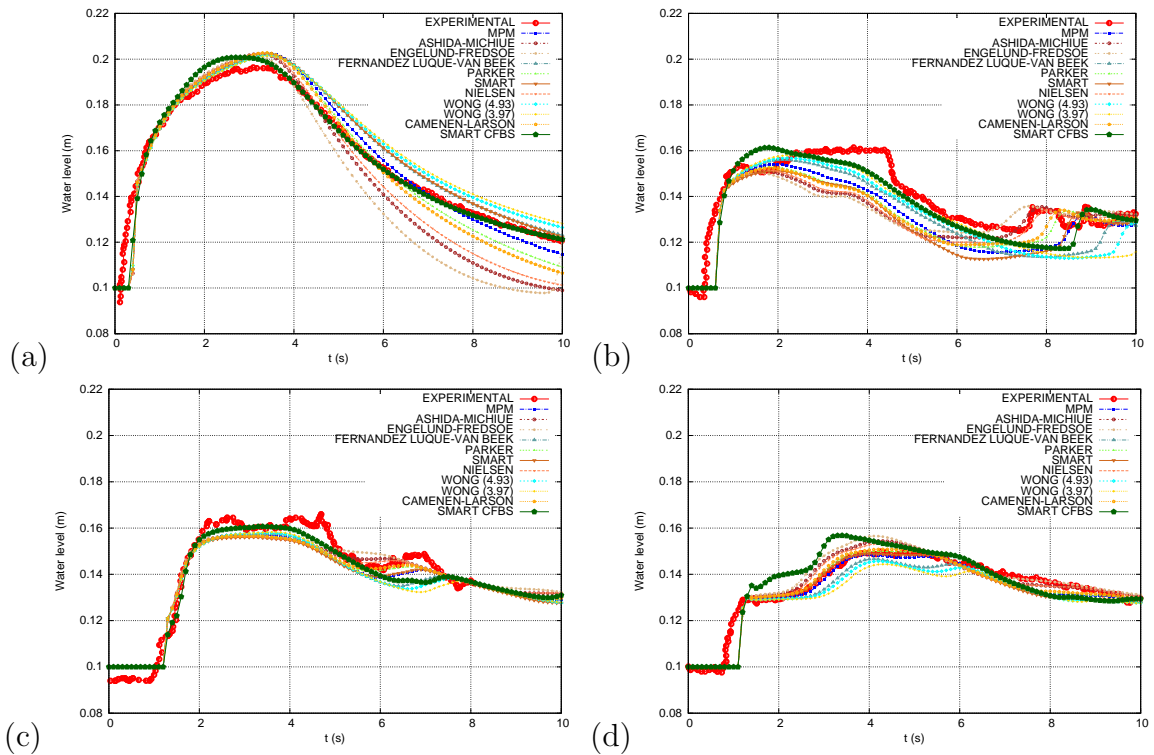 0.22
0.2
0.18
0.16
0.14
0.12
0.1
0.08
Water level (m)
0 2 4 6 8 10
t (s)
EXPERIMENTAL
MPM
ASHIDA-MICHIUE
ENGELUND-FREDSOE
FERNANDEZ LUQUE-VAN BEEK
PARKER
SMART
NIELSEN
WONG (4.93)
WONG (3.97)
CAMENEN-LARSON
SMART CFBS
(a)
0.22
0.2
0.18
0.16
0.14
0.12
0.1
0.08
Water level (m)
0 2 4 6 8 10
t (s)
EXPERIMENTAL
MPM
ASHIDA-MICHIUE
ENGELUND-FREDSOE
FERNANDEZ LUQUE-VAN BEEK
PARKER
SMART
NIELSEN
WONG (4.93)
WONG (3.97)
CAMENEN-LARSON
SMART CFBS
(b)
0.22
0.2
0.18
0.16
0.14
0.12
0.1
0.08
Water level (m)
0 2 4 6 8 10
t (s)
EXPERIMENTAL
MPM
ASHIDA-MICHIUE
ENGELUND-FREDSOE
FERNANDEZ LUQUE-VAN BEEK
PARKER
SMART
NIELSEN
WONG (4.93)
WONG (3.97)
CAMENEN-LARSON
SMART CFBS
(c)
0.22
0.2
0.18
0.16
0.14
0.12
0.1
0.08
Water level (m)
0 2 4 6 8 10
t (s)
EXPERIMENTAL
MPM
ASHIDA-MICHIUE
ENGELUND-FREDSOE
FERNANDEZ LUQUE-VAN BEEK
PARKER
SMART
NIELSEN
WONG (4.93)
WONG (3.97)
CAMENEN-LARSON
SMART CFBS
(d)